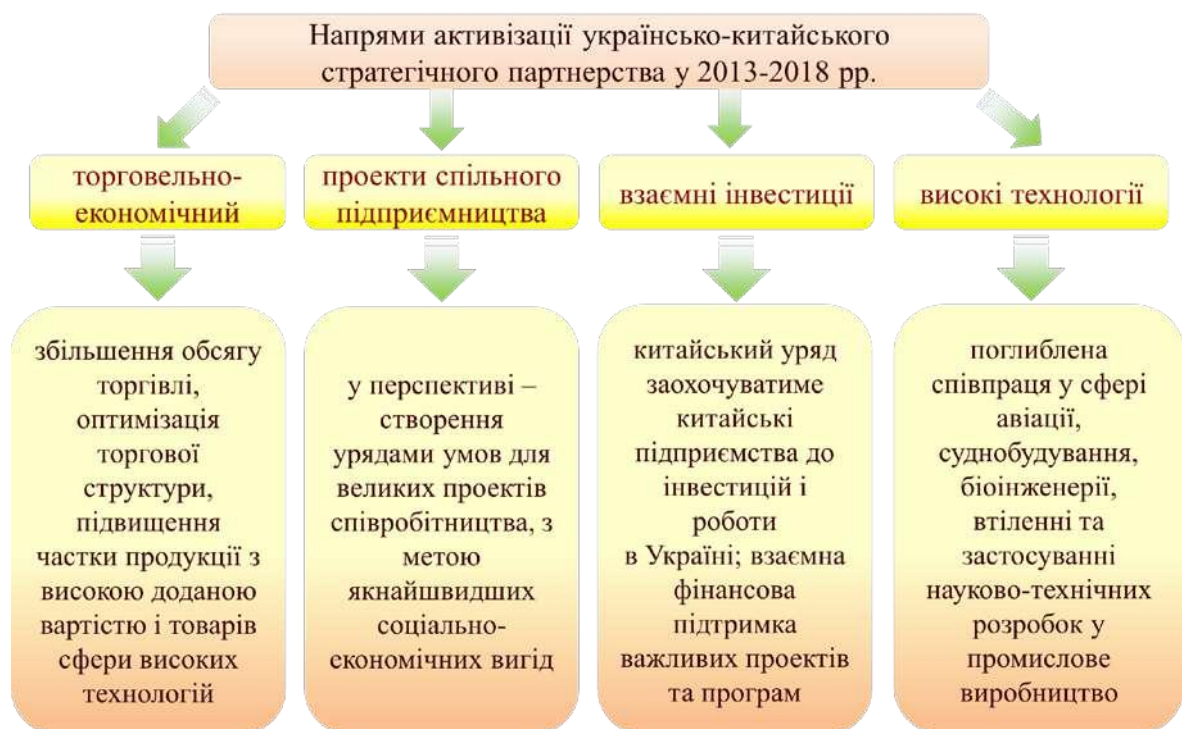 Напрями активізації українсько-китайського
стратегічного партнерства у 2013-2018 рр.
торговельно-
економічний
проекти спільного
підприємництва
взаємні інвестиції
високі технології
збільшення обсягу
торгівлі,
оптимізація
торгової
структури,
підвищення
частки продукції з
високою доданою
вартістю і товарів
сфери високих
технологій
у перспективі –
створення
урядами умов для
великих проектів
співробітництва, з
метою
якнайшвидших
соціально-
економічних вигід
китайський уряд
заохочуватиме
китайські
підприємства до
інвестицій і
роботи
в Україні; взаємна
фінансова
підтримка
важливих проектів
та програм
поглиблена
співпраця у сфері
авіації,
суднобудування,
біоінженерії,
втіленні та
застосуванні
науково-технічних
розробок у
промислове
виробництво